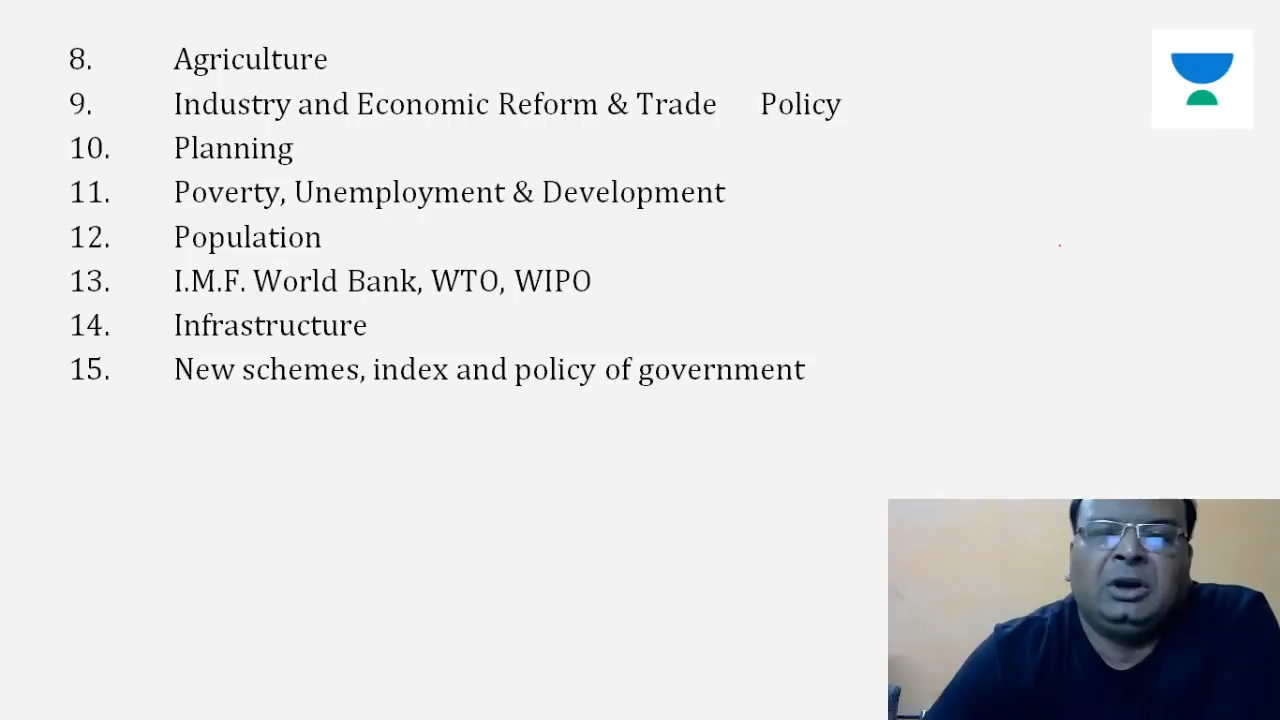 8. Agriculture
9. Industry and Economic Reform & Trade Policy
10. Planning
11. Poverty, Unemployment & Development
12. Population
13. I.M.F. World Bank, WTO, WIPO
14. Infrastructure
15. New schemes, index and policy of government